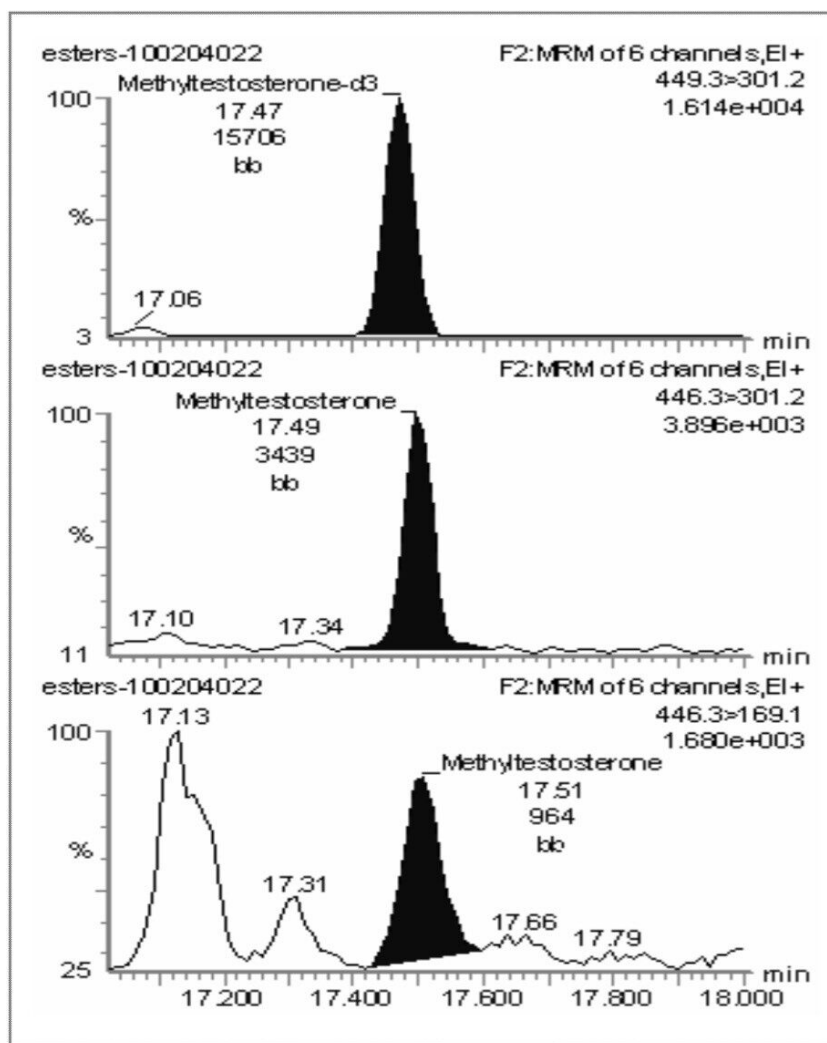 esters-100204022 F2:MRM of 6 channels,EI+
Methyltestosterone-d3 449.3>301.2
100 17.47 1.614e+004
15706
bb
%
17.06
3 min
esters-100204022 F2:MRM of 6 channels,EI+
Methyltestosterone 446.3>301.2
100 17.49 3.896e+003
3439
bb
%
17.10 17.34
11 min
esters-100204022 F2:MRM of 6 channels,EI+
17.13 446.3>169.1
100 1.680e+003
Methyltestosterone
17.51
964
% bb
17.31
17.66 17.79
25 min
17.200 17.400 17.600 17.800 18.000